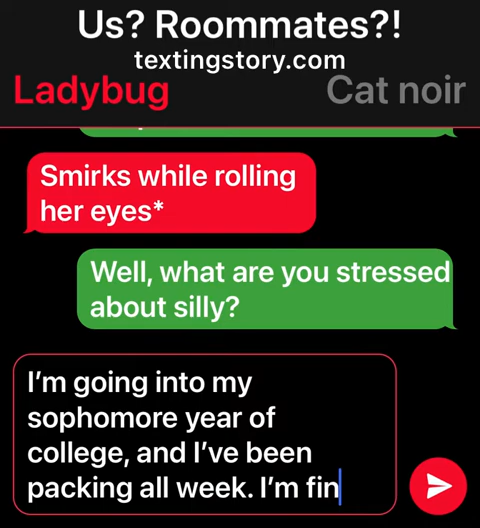 Us? Roommates?!
textingstory.com
Ladybug
Cat noir
Smirks while rolling
her eyes*
Well, what are you stressed
about silly?
I'm going into my
sophomore year of
college, and I've been
packing all week. I'm fin